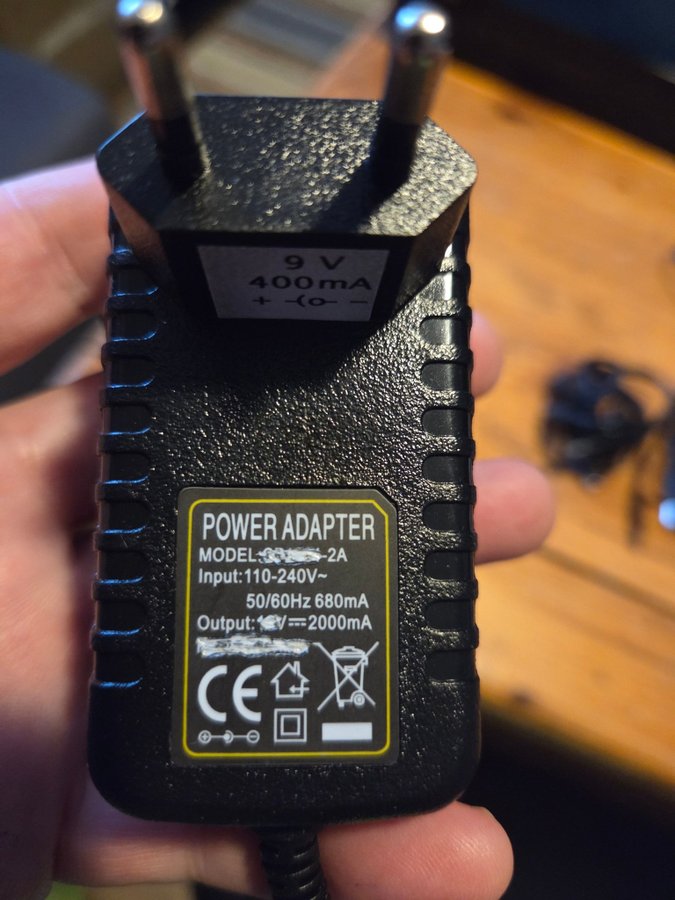 9 V
400mA
+ -
POWER ADAPTER
MODEL- -2A
Input:110-240V~
50/60Hz 680mA
Output: V⎓2000mA
CE